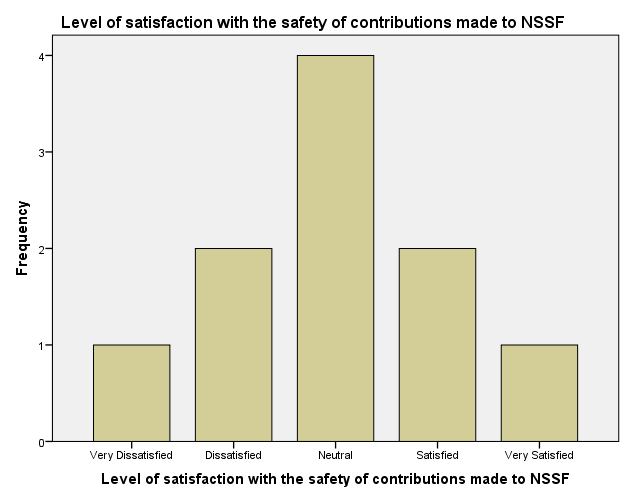 Level of satisfaction with the safety of contributions made to NSSF
Frequency
4
3
2
1
0
Very Dissatisfied
Dissatisfied
Neutral
Satisfied
Very Satisfied
Level of satisfaction with the safety of contributions made to NSSF